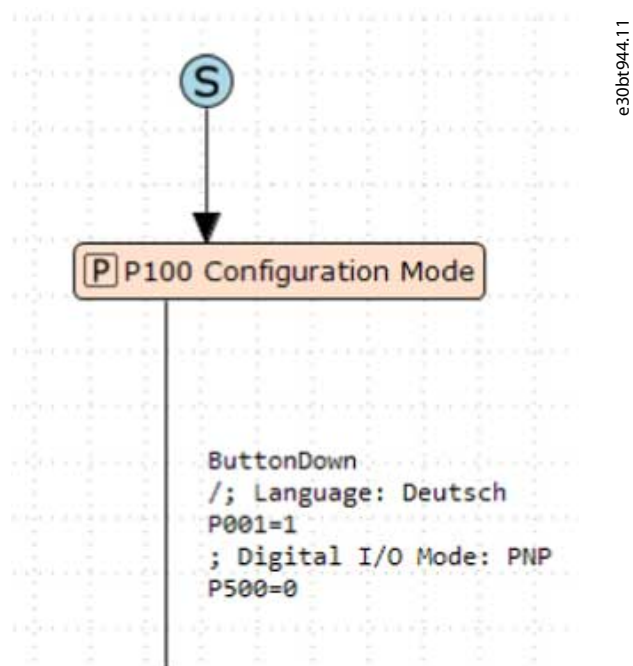 S
P P100 Configuration Mode
ButtonDown
/; Language: Deutsch
P001=1
; Digital I/O Mode: PNP
P500=0
e30bt944.11